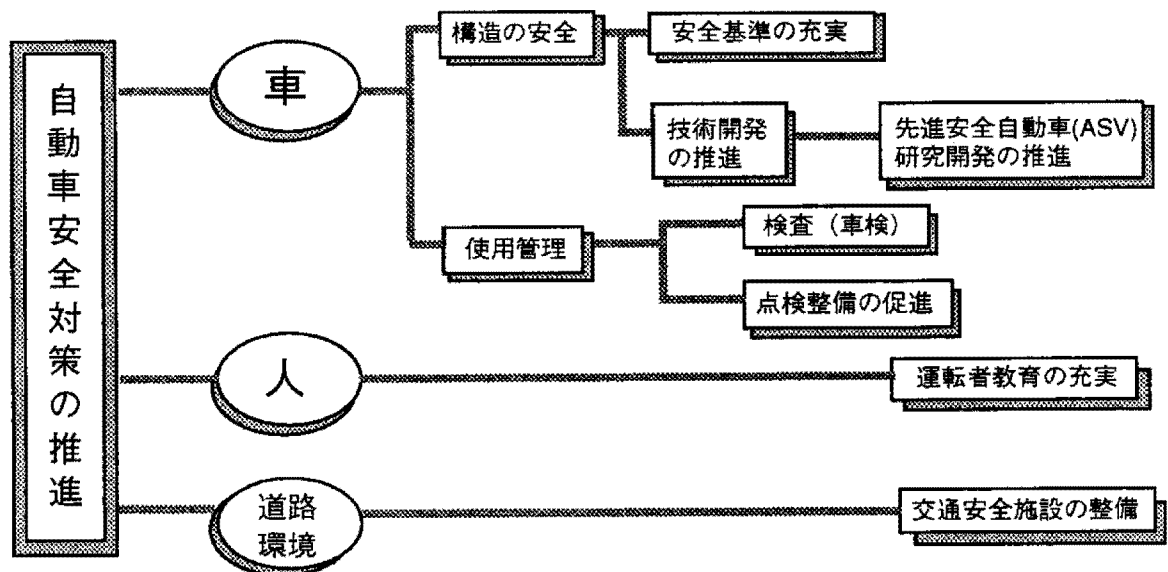 自動車安全対策の推進
車
構造の安全
安全基準の充実
技術開発
の推進
先進安全自動車(ASV)
研究開発の推進
使用管理
検査（車検）
点検整備の促進
人
運転者教育の充実
道路
環境
交通安全施設の整備